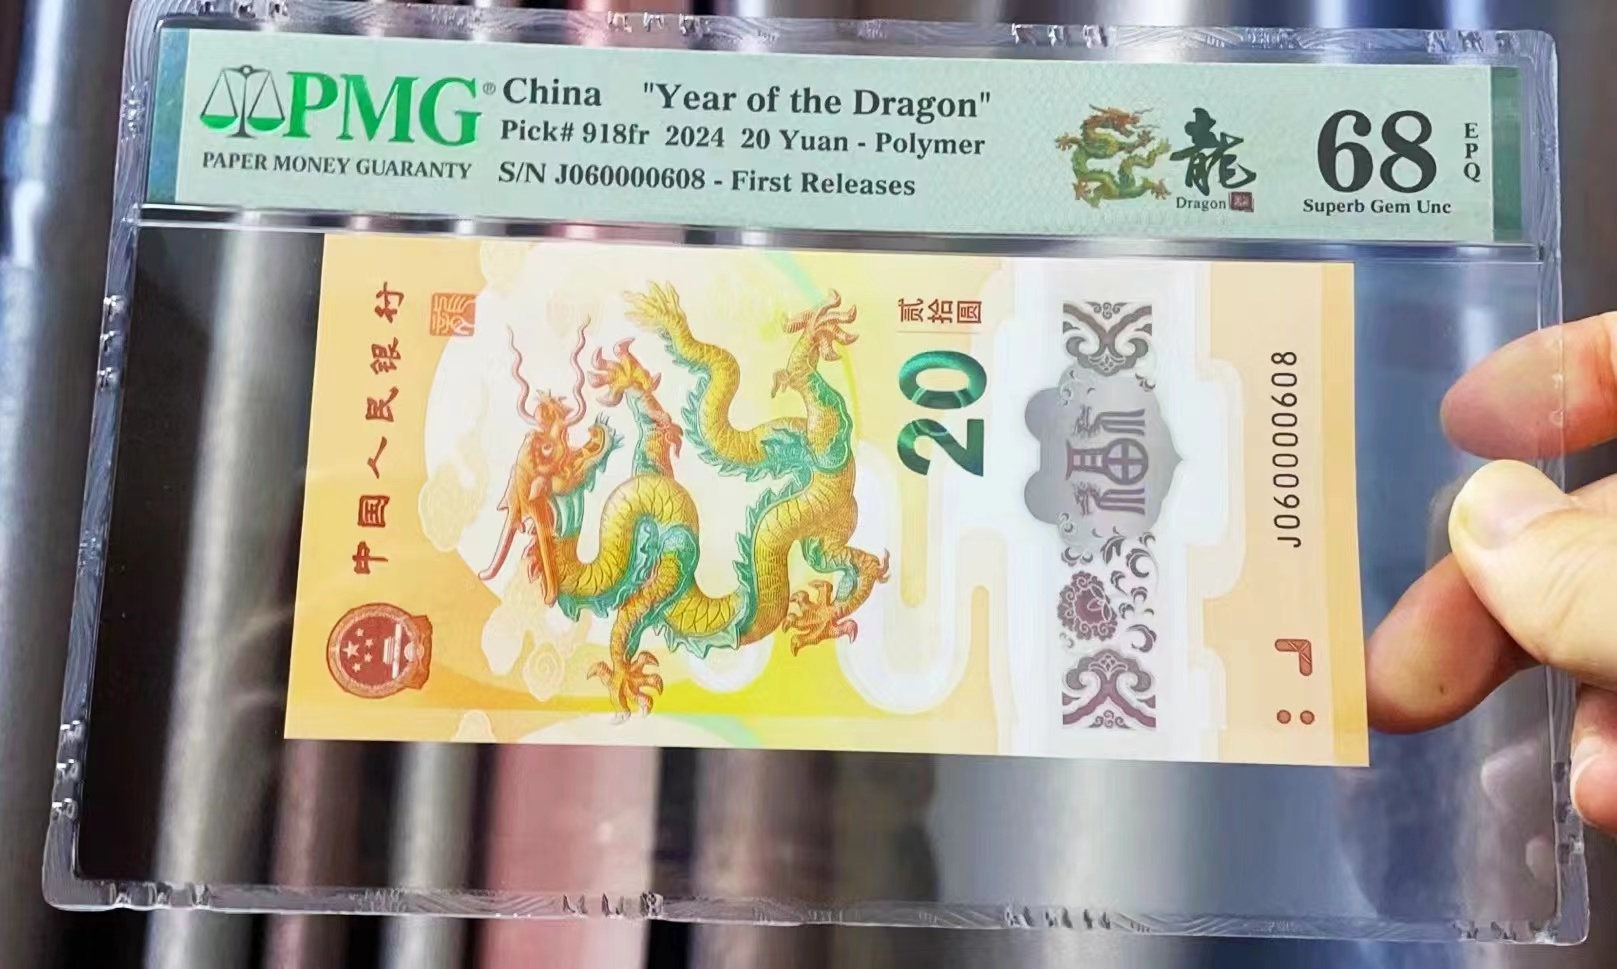 PMG®
PAPER MONEY GUARANTY
China "Year of the Dragon"
Pick# 918fr 2024 20 Yuan - Polymer
S/N J060000608 - First Releases
龍
Dragon
68
EPQ
Superb Gem Unc
中国人民银行
贰拾圆
20
J060000608